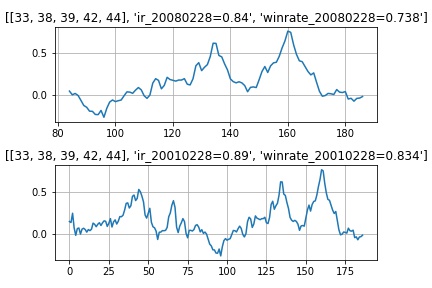 [[33, 38, 39, 42, 44], 'ir_20080228=0.84', 'winrate_20080228=0.738']
0.5
0.0
80 100 120 140 160 180
[[33, 38, 39, 42, 44], 'ir_20010228=0.89', 'winrate_20010228=0.834']
0.5
0.0
0 25 50 75 100 125 150 175